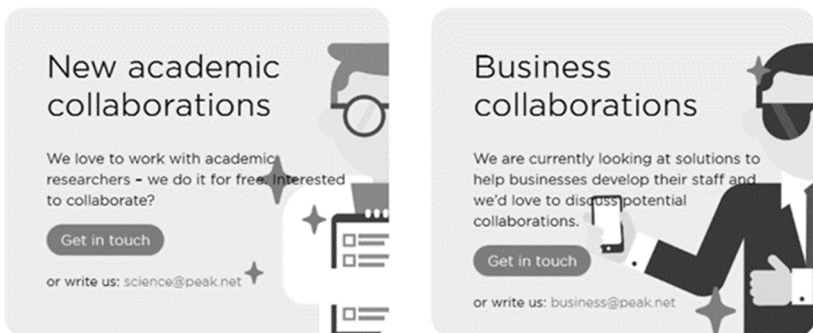 New academic
collaborations
We love to work with academic
researchers – we do it for free. Interested
to collaborate?
Get in touch
or write us: science@peak.net
Business
collaborations
We are currently looking at solutions to
help businesses develop their staff and
we'd love to discuss potential
collaborations.
Get in touch
or write us: business@peak.net